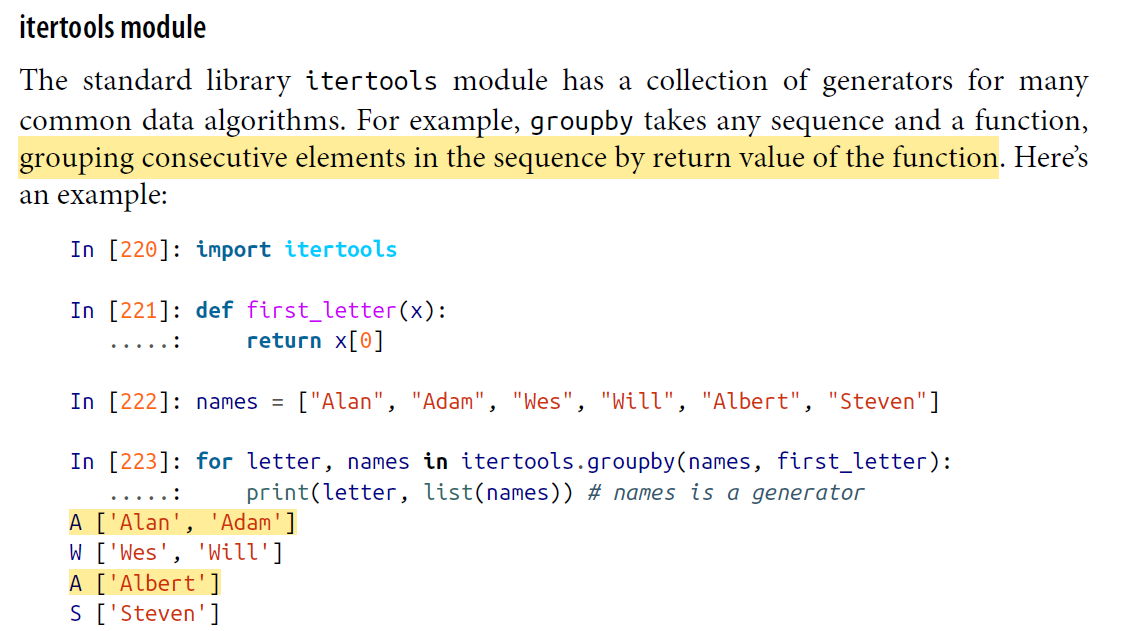 itertools module
The standard library itertools module has a collection of generators for many
common data algorithms. For example, groupby takes any sequence and a function,
grouping consecutive elements in the sequence by return value of the function. Here’s
an example:
In [220]: import itertools
In [221]: def first_letter(x):
.....:     return x[0]
In [222]: names = ["Alan", "Adam", "Wes", "Will", "Albert", "Steven"]
In [223]: for letter, names in itertools.groupby(names, first_letter):
.....:     print(letter, list(names)) # names is a generator
A ['Alan', 'Adam']
W ['Wes', 'Will']
A ['Albert']
S ['Steven']